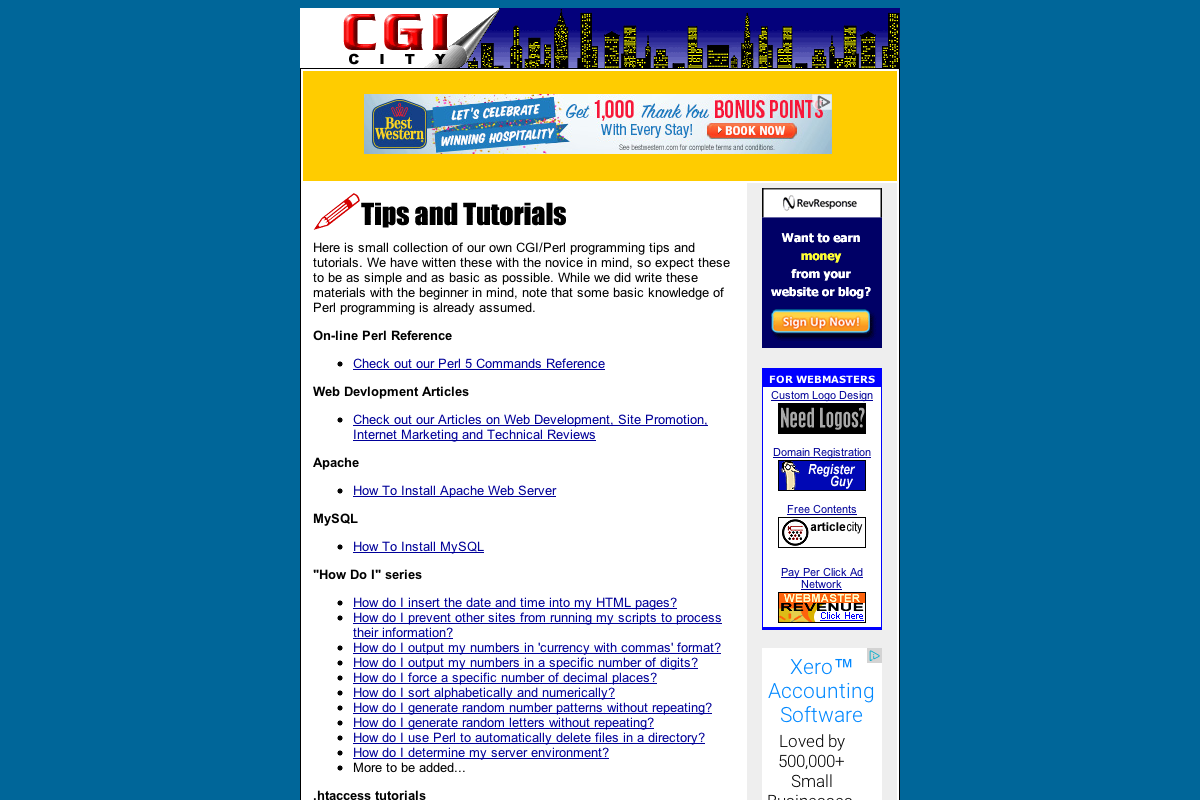 CGI
CITY
Best
Western
LET'S CELEBRATE
WINNING HOSPITALITY
Get 1,000 Thank You BONUS POINTS
With Every Stay!
BOOK NOW
See bestwestern.com for complete terms and conditions.
Tips and Tutorials
Here is small collection of our own CGI/Perl programming tips and
tutorials. We have witten these with the novice in mind, so expect these
to be as simple and as basic as possible. While we did write these
materials with the beginner in mind, note that some basic knowledge of
Perl programming is already assumed.
On-line Perl Reference
Check out our Perl 5 Commands Reference
Web Devlopment Articles
Check out our Articles on Web Development, Site Promotion,
Internet Marketing and Technical Reviews
Apache
How To Install Apache Web Server
MySQL
How To Install MySQL
"How Do I" series
How do I insert the date and time into my HTML pages?
How do I prevent other sites from running my scripts to process
their information?
How do I output my numbers in 'currency with commas' format?
How do I output my numbers in a specific number of digits?
How do I force a specific number of decimal places?
How do I sort alphabetically and numerically?
How do I generate random number patterns without repeating?
How do I generate random letters without repeating?
How do I use Perl to automatically delete files in a directory?
How do I determine my server environment?
More to be added...
.htaccess tutorials
RevResponse
Want to earn
money
from your
website or blog?
Sign Up Now!
FOR WEBMASTERS
Custom Logo Design
Need Logos?
Domain Registration
Register
Guy
Free Contents
articlecity
Pay Per Click Ad
Network
WEBMASTER
REVENUE
Click Here
Xero™
Accounting
Software
Loved by
500,000+
Small
Businesses